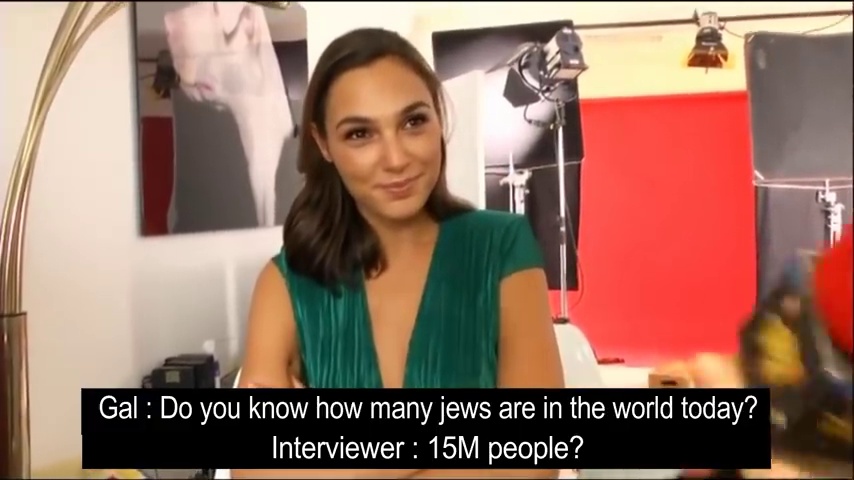 Gal : Do you know how many jews are in the world today?
Interviewer : 15M people?